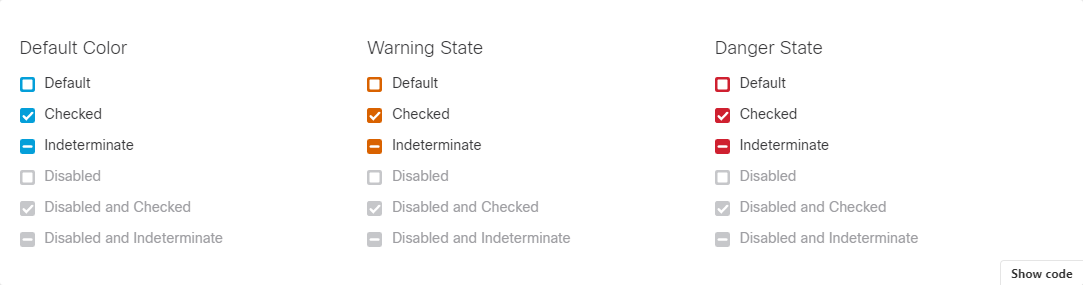 Default Color
Default
Checked
Indeterminate
Disabled
Disabled and Checked
Disabled and Indeterminate
Warning State
Default
Checked
Indeterminate
Disabled
Disabled and Checked
Disabled and Indeterminate
Danger State
Default
Checked
Indeterminate
Disabled
Disabled and Checked
Disabled and Indeterminate
Show code